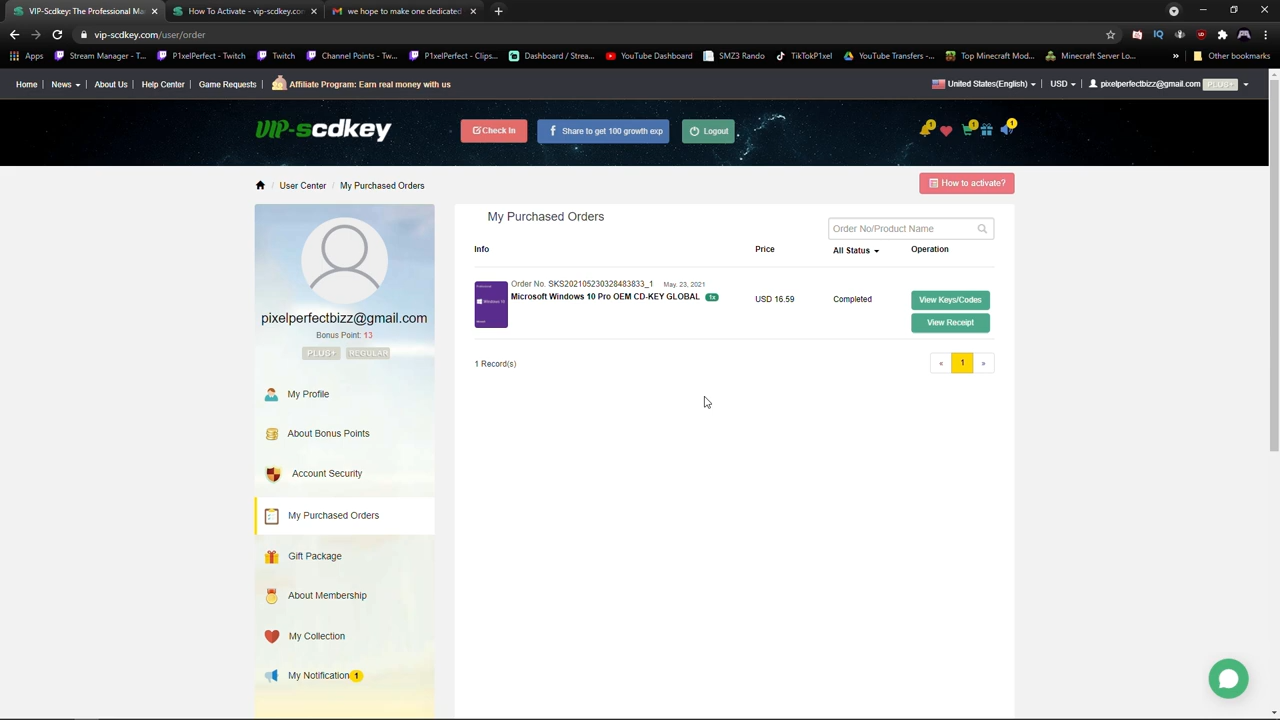 VIP-Scdkey: The Professional Ma
How To Activate - vip-scdkey.com
we hope to make one dedicated
vip-scdkey.com/user/order
Apps
Stream Manager - T...
P1xelPerfect - Twitch
Twitch
Channel Points - Tw...
P1xelPerfect - Clips...
Dashboard / Strea...
YouTube Dashboard
SMZ3 Rando
TikTokP1xel
YouTube Transfers -...
Top Minecraft Mod...
Minecraft Server Lo...
»
Other bookmarks
Home
News
About Us
Help Center
Game Requests
Affiliate Program: Earn real money with us
United States(English)
USD
pixelperfectbizz@gmail.com PLUS+
VIP-scdkey
Check In
Share to get 100 growth exp
Logout
1
1
1
/ User Center / My Purchased Orders
How to activate?
pixelperfectbizz@gmail.com
Bonus Point: 13
PLUS+ REGULAR
My Profile
About Bonus Points
Account Security
My Purchased Orders
Gift Package
About Membership
My Collection
My Notification 1
My Purchased Orders
Order No/Product Name
Info
Price
All Status
Operation
Order No. SKS202105230328483833_1 May. 23, 2021
Microsoft Windows 10 Pro OEM CD-KEY GLOBAL 1x
Windows 10
USD 16.59
Completed
View Keys/Codes
View Receipt
1 Record(s)
« 1 »